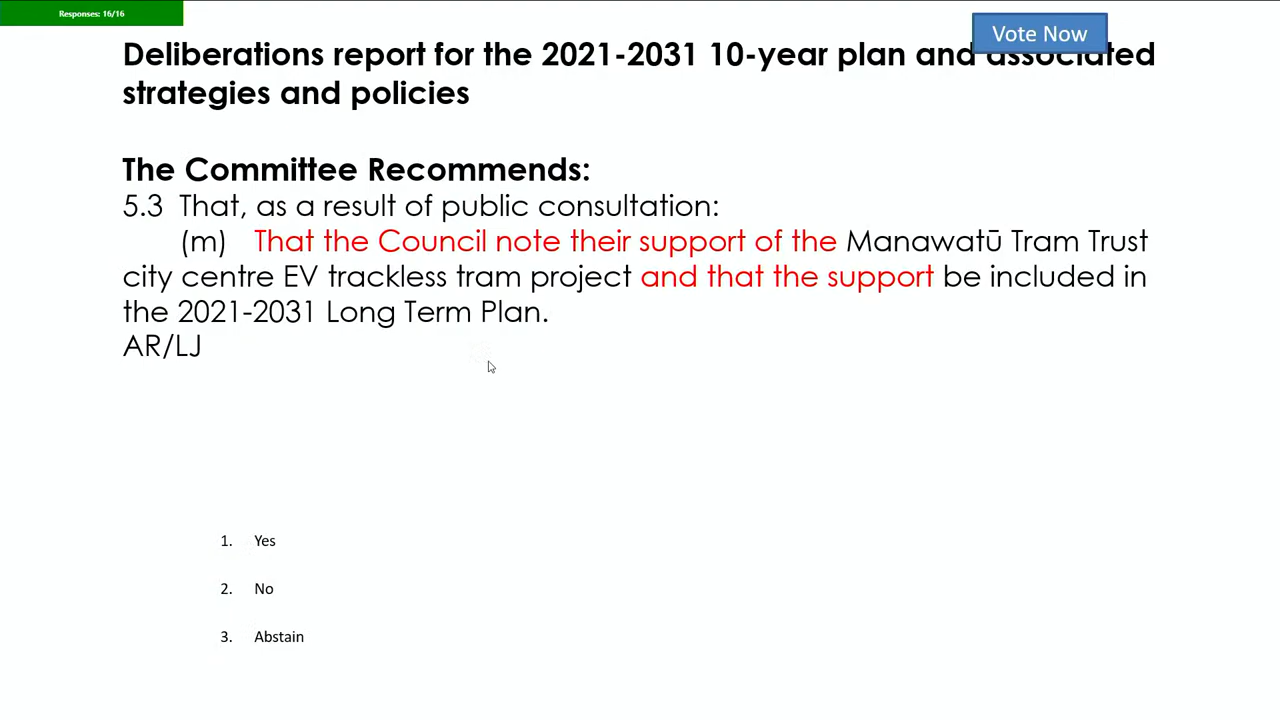 Responses: 16/16
Vote Now
Deliberations report for the 2021-2031 10-year plan and associated
strategies and policies
The Committee Recommends:
5.3 That, as a result of public consultation:
(m) That the Council note their support of the Manawatū Tram Trust
city centre EV trackless tram project and that the support be included in
the 2021-2031 Long Term Plan.
AR/LJ
1. Yes
2. No
3. Abstain